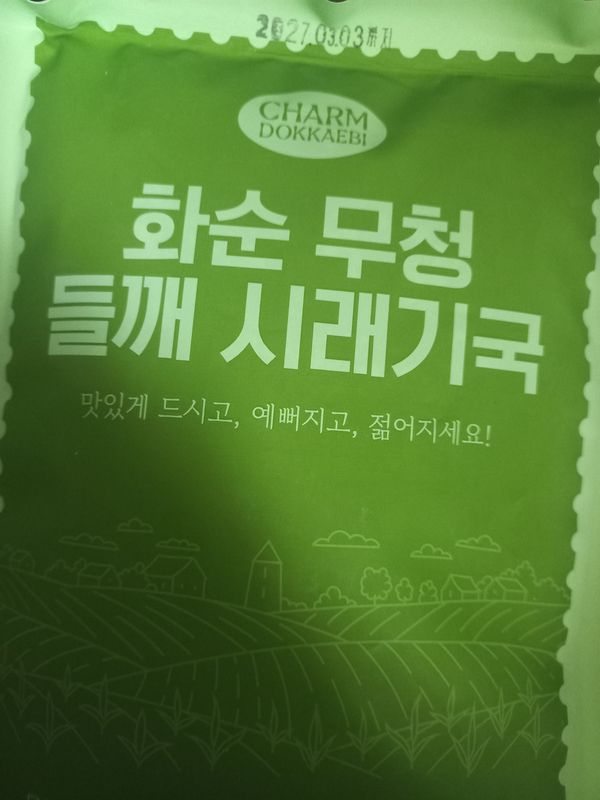 2027.03.03까지
CHARM
DOKKAEBI
화순 무청
들깨 시래기국
맛있게 드시고, 예뻐지고, 젊어지세요!